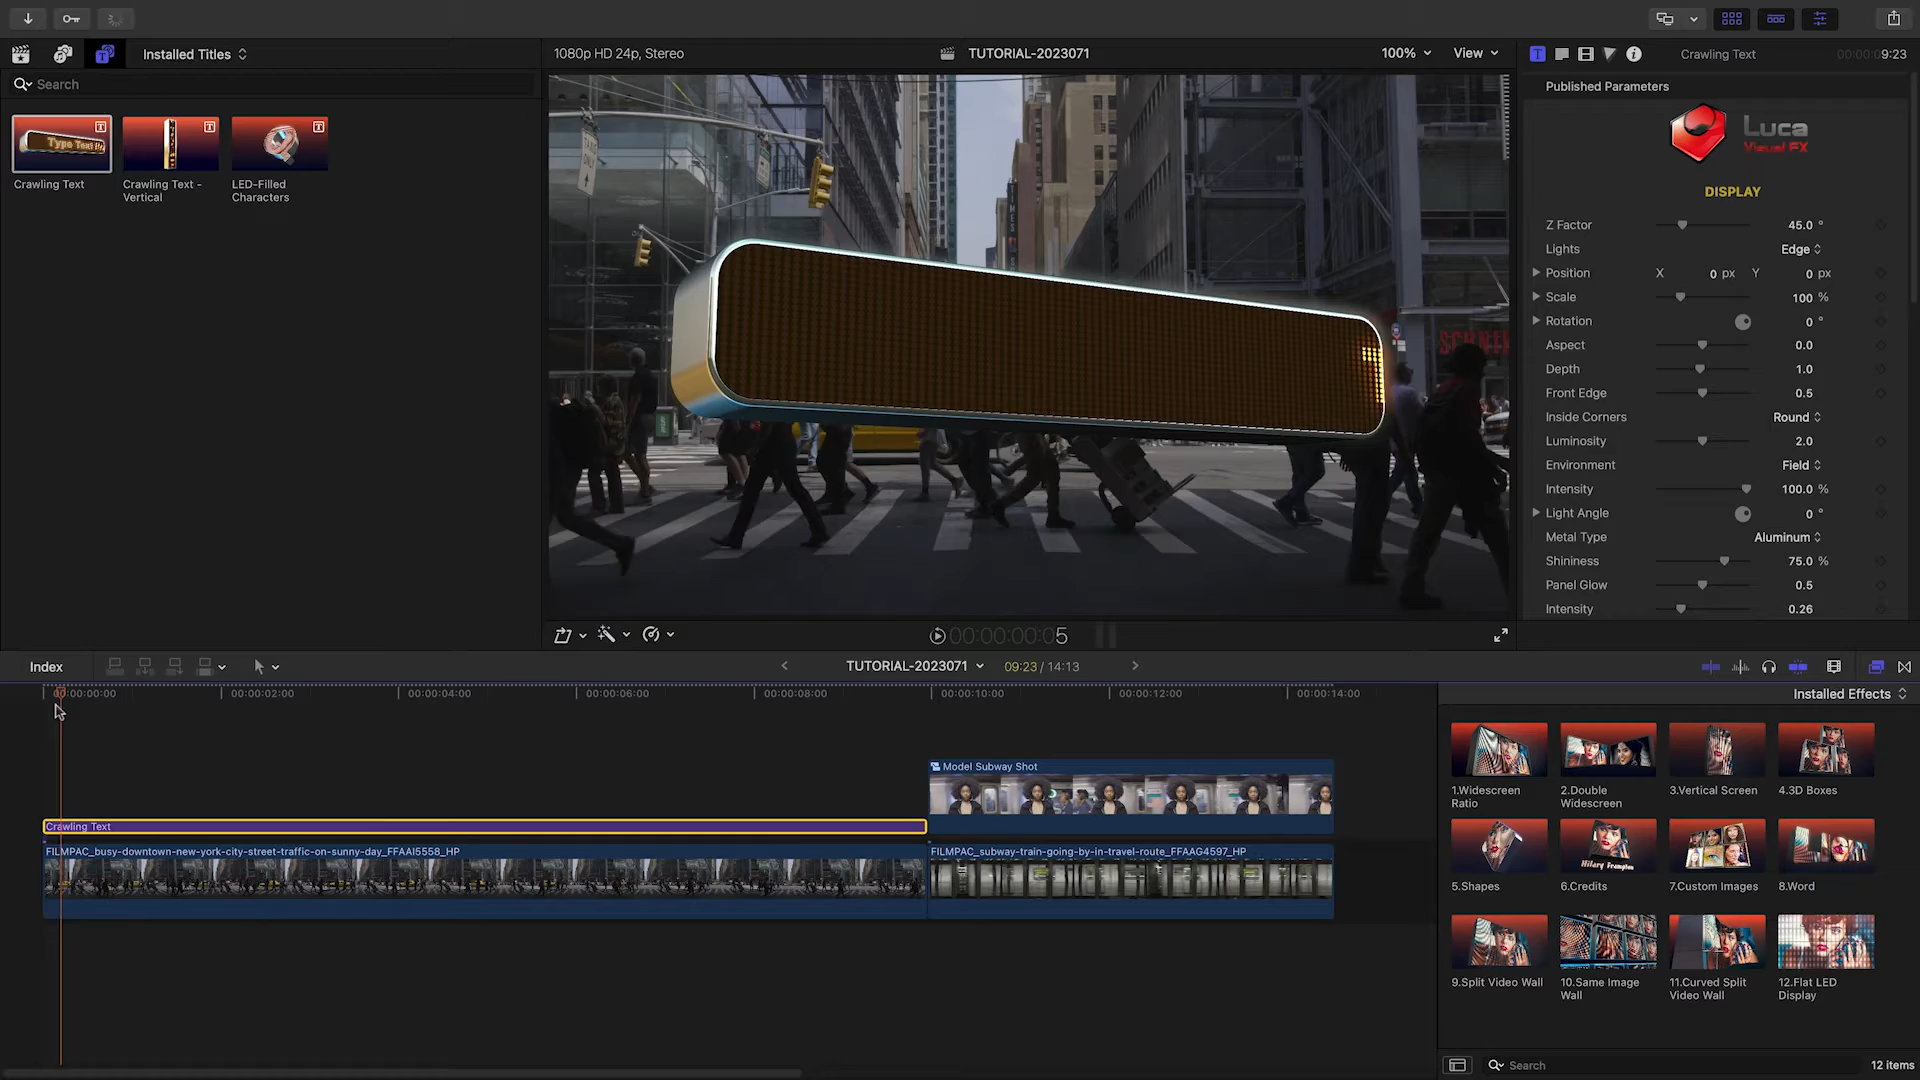 Installed Titles
1080p HD 24p, Stereo
TUTORIAL-2023071
100%
View
Crawling Text
9:23
Search
Published Parameters
Luca
Visual FX
DISPLAY
Type Text
Crawling Text
Crawling Text -
Vertical
LED-Filled
Characters
Z Factor 45.0 °
Lights Edge
Position X 0 px Y 0 px
Scale 100 %
Rotation 0 °
Aspect 0.0
Depth 1.0
Front Edge 0.5
Inside Corners Round
Luminosity 2.0
Environment Field
Intensity 100.0 %
Light Angle 0 °
Metal Type Aluminum
Shininess 75.0 %
Panel Glow 0.5
Intensity 0.26
00:00:00:05
Index
TUTORIAL-2023071
09:23 / 14:13
00:00:00:00
00:00:02:00
00:00:04:00
00:00:06:00
00:00:08:00
00:00:10:00
00:00:12:00
00:00:14:00
Model Subway Shot
Crawling Text
FILMPAC_busy-downtown-new-york-city-street-traffic-on-sunny-day_FFAAI5558_HP
FILMPAC_subway-train-going-by-in-travel-route_FFAAG4597_HP
Installed Effects
1.Widescreen
Ratio
2.Double
Widescreen
3.Vertical Screen
4.3D Boxes
5.Shapes
Hilary Frampton
6.Credits
7.Custom Images
8.Word
9.Split Video Wall
10.Same Image
Wall
11.Curved Split
Video Wall
12.Flat LED
Display
Search
12 items